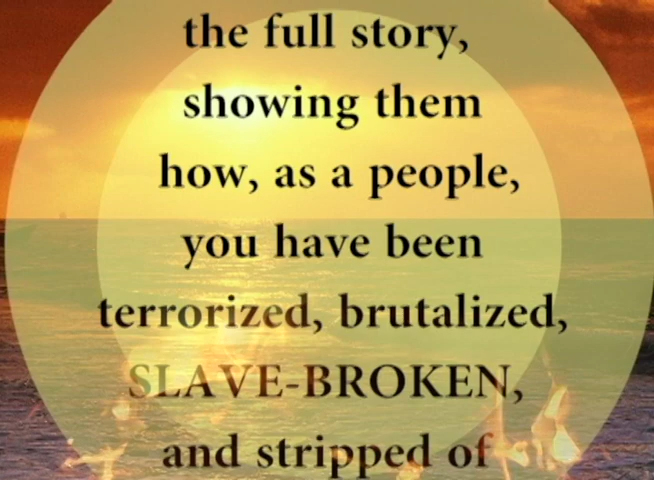 the full story,
showing them
how, as a people,
you have been
terrorized, brutalized,
SLAVE-BROKEN,
and stripped of